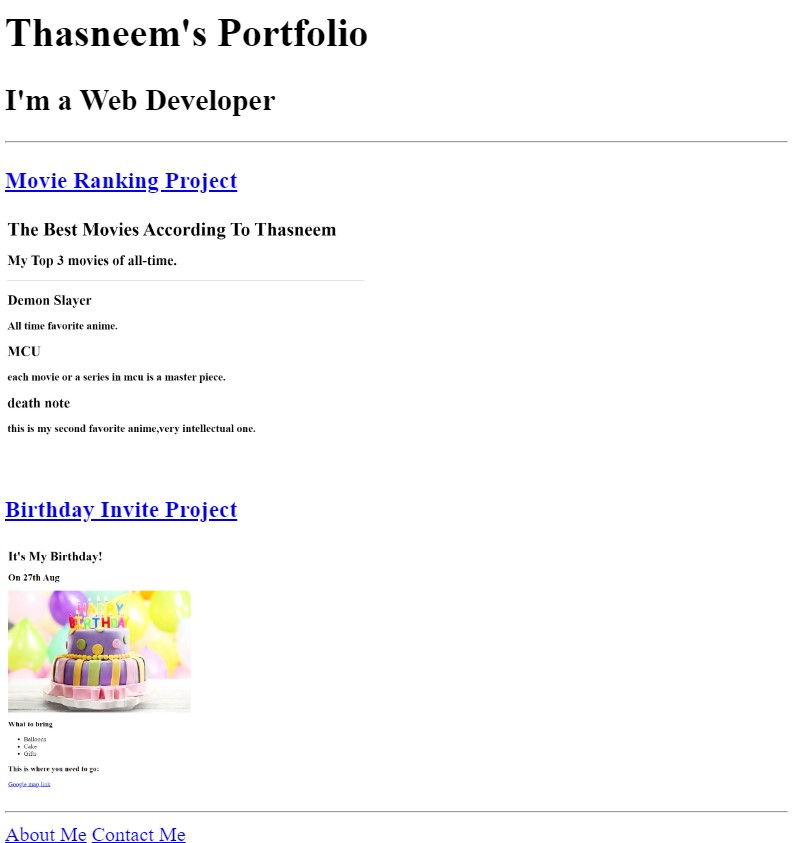 Thasneem's Portfolio
I'm a Web Developer
Movie Ranking Project
The Best Movies According To Thasneem
My Top 3 movies of all-time.
Demon Slayer
All time favorite anime.
MCU
each movie or a series in mcu is a master piece.
death note
this is my second favorite anime,very intellectual one.
Birthday Invite Project
It's My Birthday!
On 27th Aug
HAPPY
BIRTHDAY
What to bring
Balloons
Cake
Gifts
This is where you need to go:
Google map link
About Me Contact Me